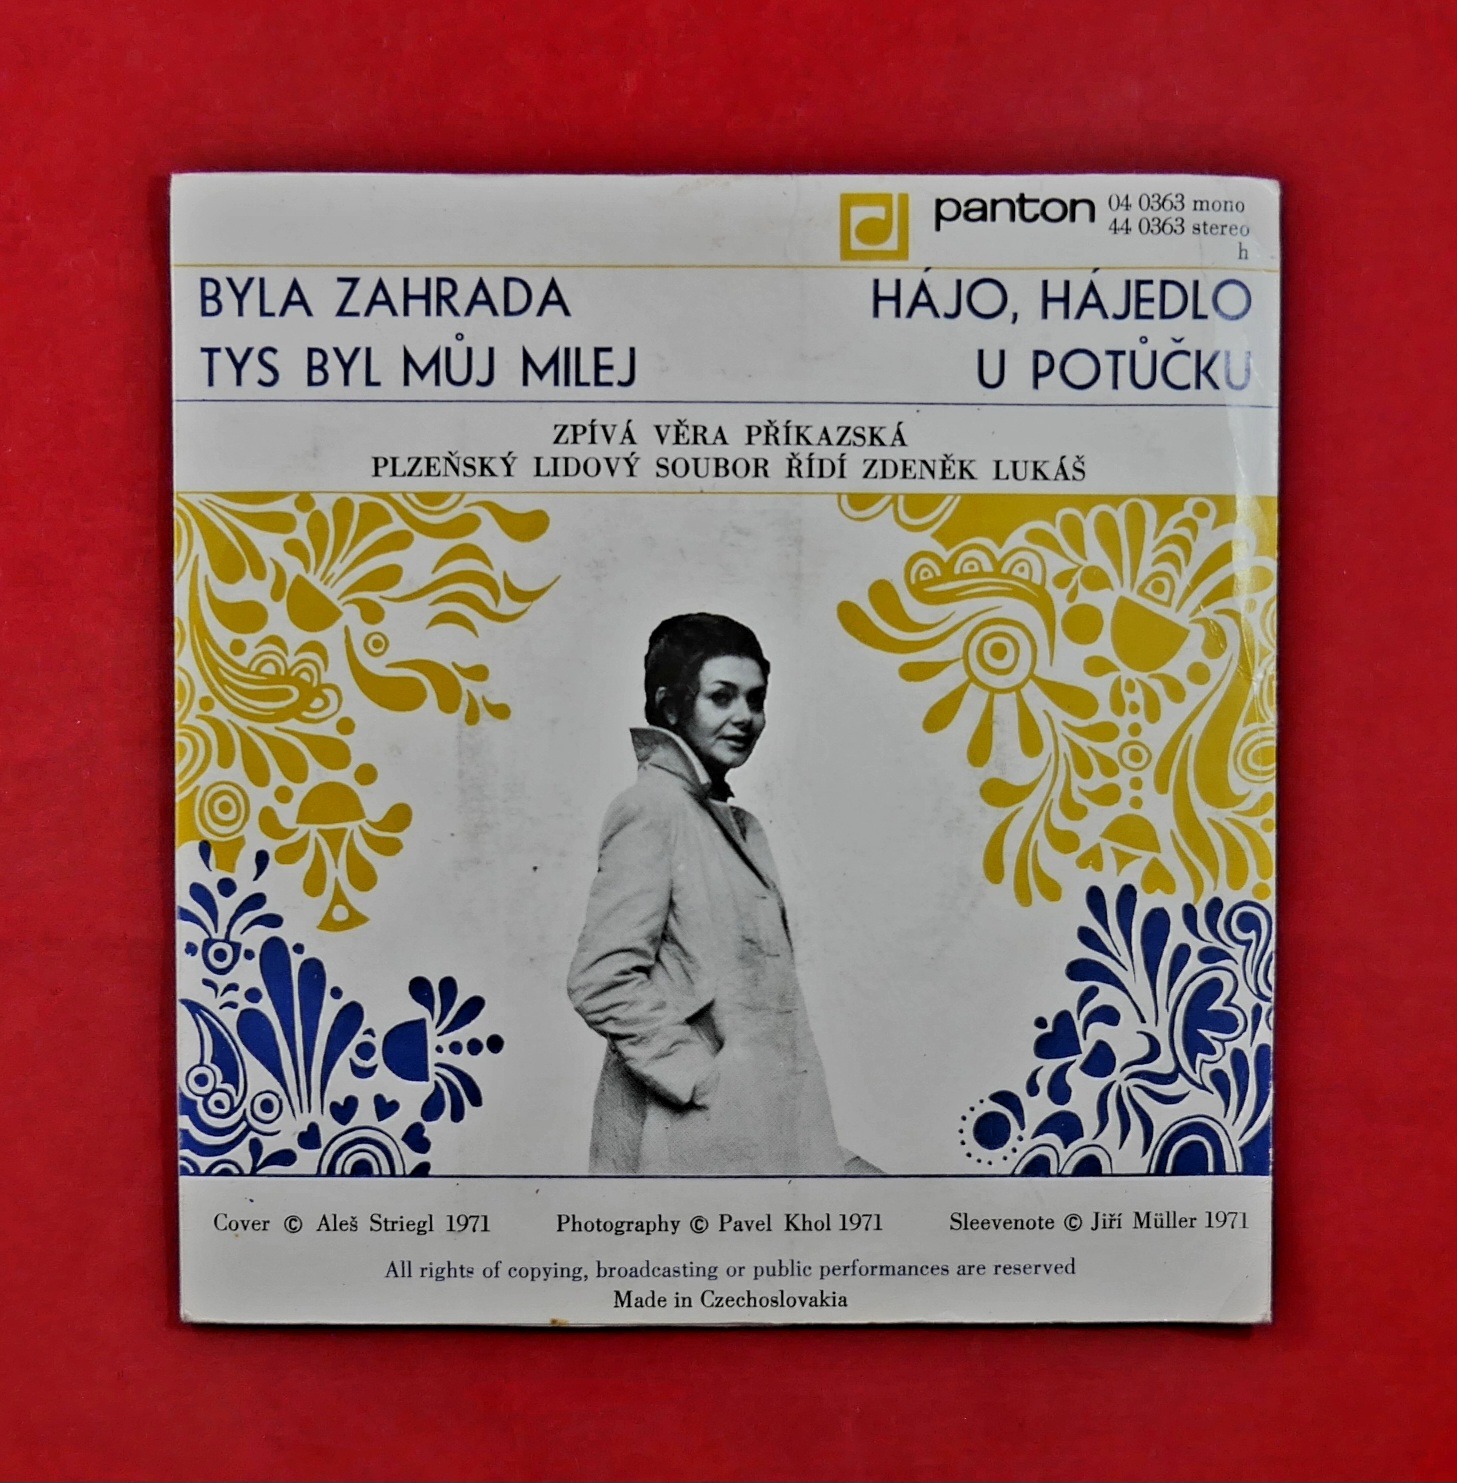 panton 04 0363 mono
44 0363 stereo
h
BYLA ZAHRADA
TYS BYL MŮJ MILEJ
HÁJO, HÁJEDLO
U POTŮČKU
ZPÍVÁ VĚRA PŘÍKAZSKÁ
PLZEŇSKÝ LIDOVÝ SOUBOR ŘÍDÍ ZDENĚK LUKÁŠ
Cover © Aleš Striegl 1971
Photography © Pavel Khol 1971
Sleevenote © Jiří Müller 1971
All rights of copying, broadcasting or public performances are reserved
Made in Czechoslovakia